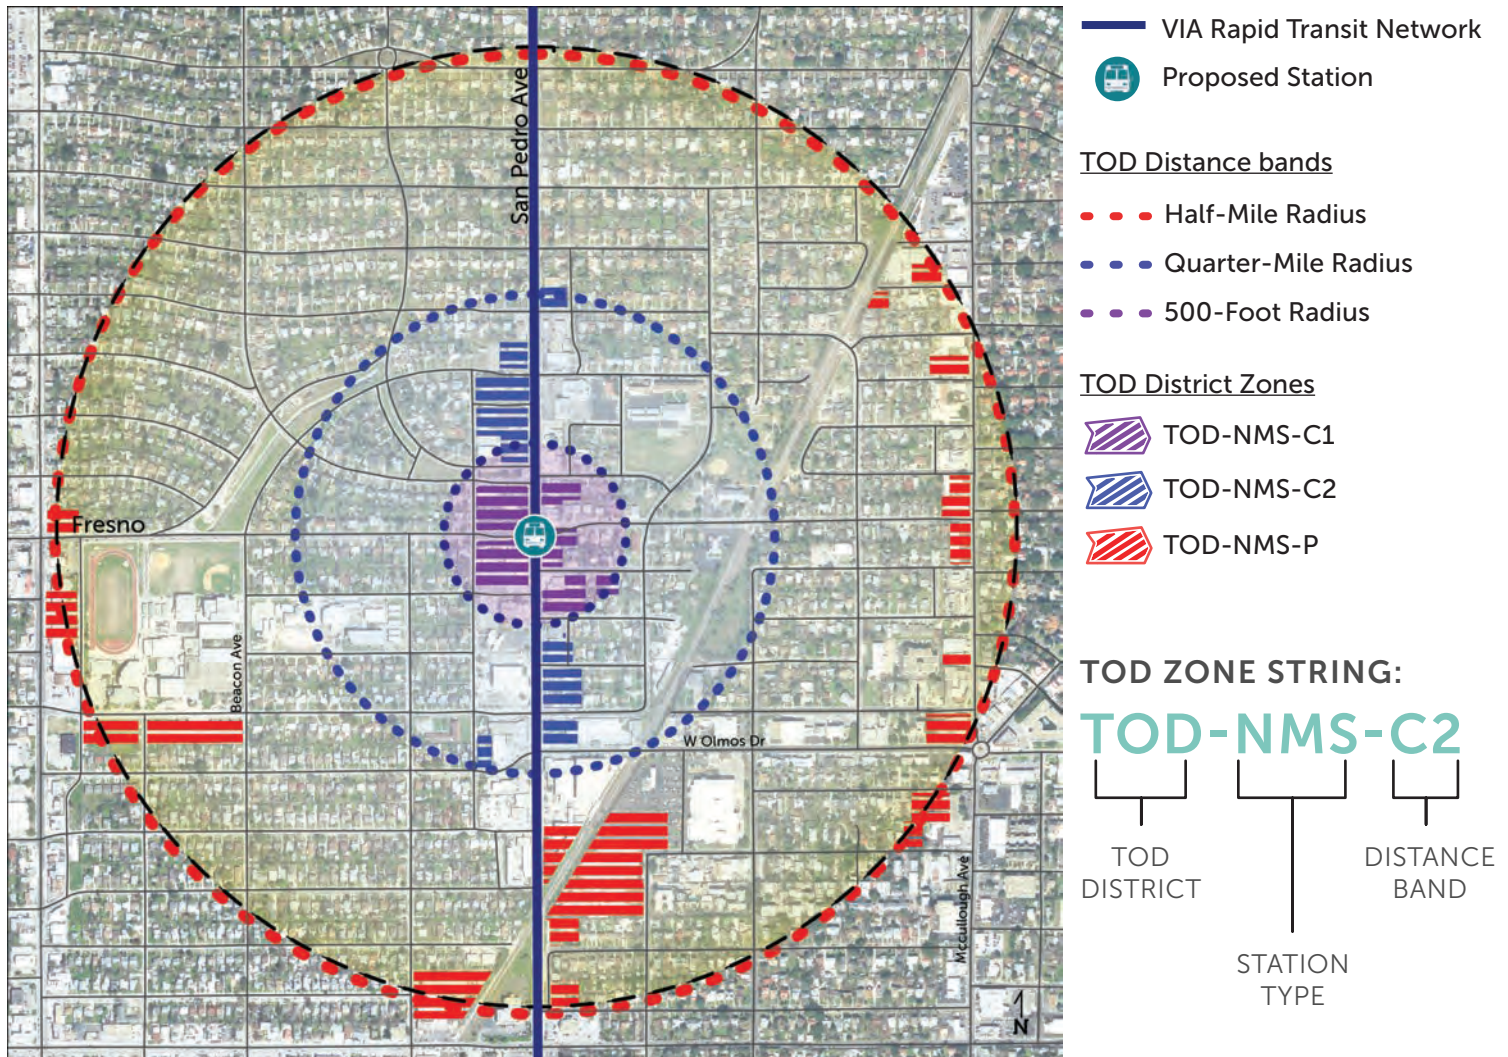 San Pedro Ave
Fresno
Beacon Ave
W Olmos Dr
Mccullough Ave
N
VIA Rapid Transit Network
Proposed Station
TOD Distance bands
Half-Mile Radius
Quarter-Mile Radius
500-Foot Radius
TOD District Zones
TOD-NMS-C1
TOD-NMS-C2
TOD-NMS-P
TOD ZONE STRING:
TOD-NMS-C2
TOD
DISTRICT
STATION
TYPE
DISTANCE
BAND